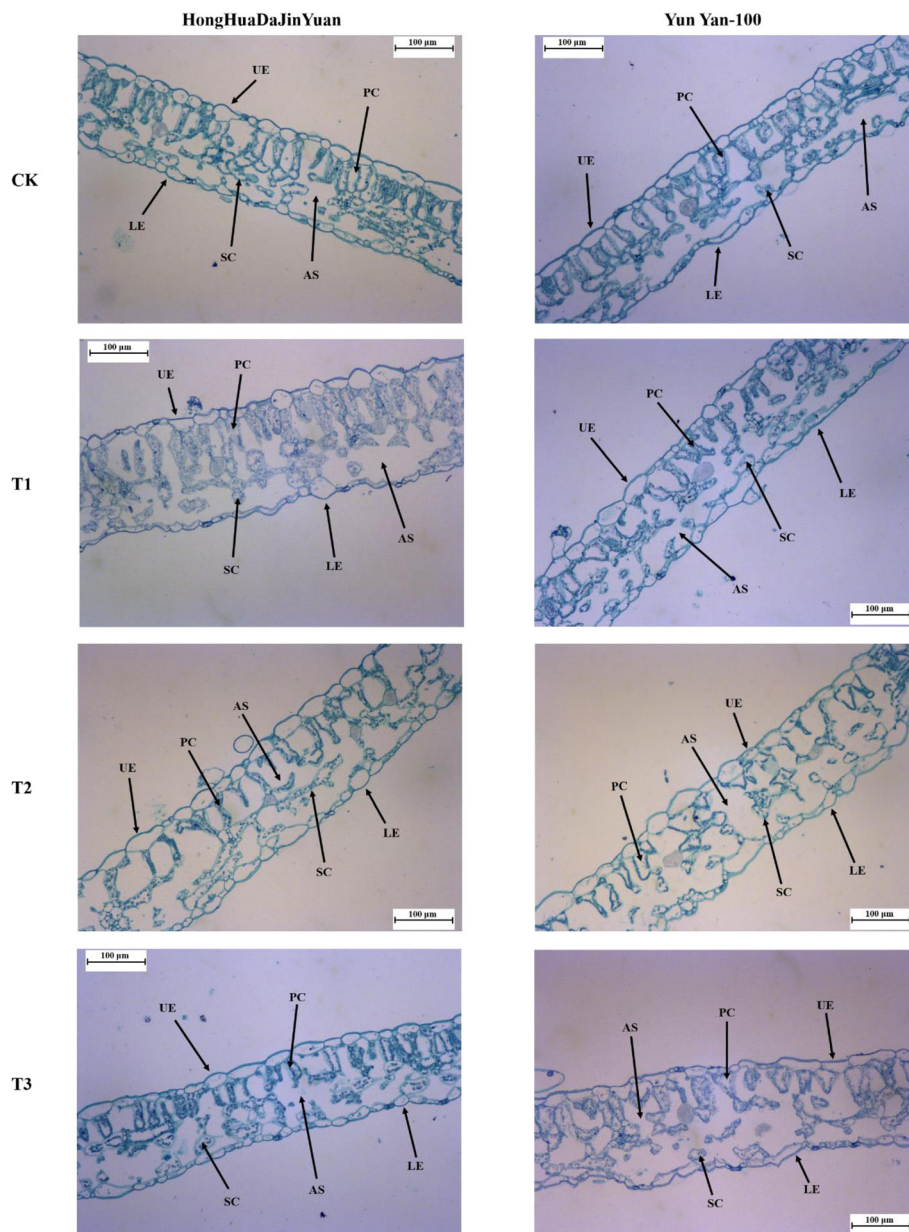 HongHuaDaJinYuan
Yun Yan-100
CK
100 μm
UE
PC
LE
SC
AS
100 μm
PC
UE
AS
SC
LE
T1
100 μm
UE
PC
AS
SC
LE
PC
UE
LE
SC
AS
100 μm
T2
AS
PC
UE
LE
SC
100 μm
UE
AS
PC
LE
SC
100 μm
T3
100 μm
UE
PC
LE
SC
AS
AS
PC
UE
SC
LE
100 μm